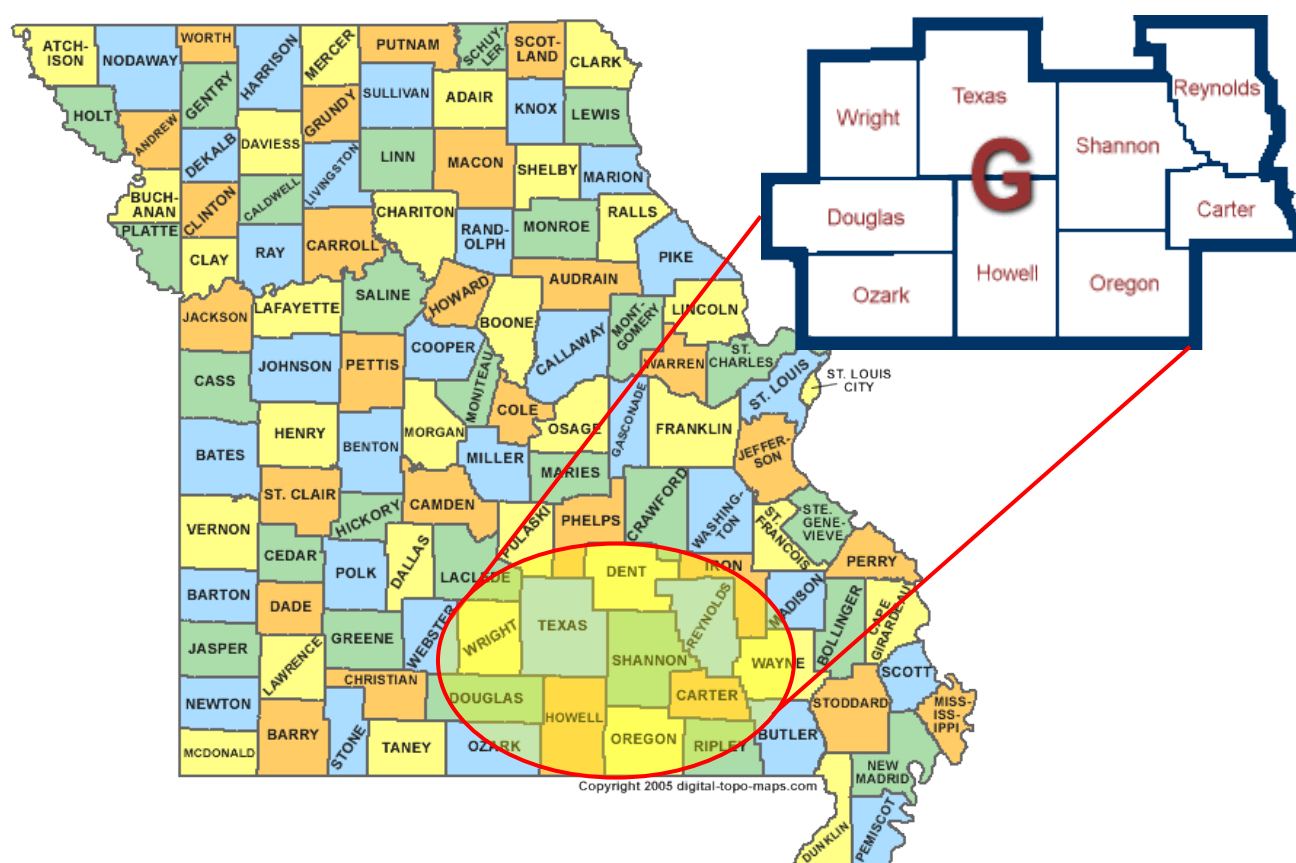 ATCH-
ISON
NODAWAY
WORTH
HARRISON
MERCER
PUTNAM
SCHUY-
LER
SCOT-
LAND
CLARK
HOLT
ANDREW
GENTRY
DEKALB
DAVIESS
GRUNDY
SULLIVAN
ADAIR
KNOX
LEWIS
BUCH-
ANAN
CLINTON
CALDWELL
LIVINGSTON
LINN
MACON
SHELBY
MARION
PLATTE
CLAY
RAY
CARROLL
CHARITON
RAND-
OLPH
MONROE
RALLS
PIKE
JACKSON
LAFAYETTE
SALINE
HOWARD
BOONE
AUDRAIN
CALLAWAY
MONT-
GOMERY
LINCOLN
WARREN
ST.
CHARLES
ST. LOUIS
ST. LOUIS
CITY
CASS
JOHNSON
PETTIS
COOPER
MONITEAU
COLE
OSAGE
GASCONADE
FRANKLIN
JEFFER-
SON
BATES
HENRY
BENTON
MORGAN
MILLER
MARIES
VERNON
ST. CLAIR
HICKORY
CAMDEN
PULASKI
PHELPS
CRAWFORD
WASHING-
TON
ST.
FRANCOIS
STE.
GENE-
VIEVE
PERRY
CEDAR
POLK
DALLAS
LACLEDE
DENT
IRON
MADISON
BOLLINGER
CAPE
GIRARDEAU
BARTON
DADE
JASPER
GREENE
WEBSTER
WRIGHT
TEXAS
SHANNON
REYNOLDS
WAYNE
SCOTT
LAWRENCE
CHRISTIAN
DOUGLAS
HOWELL
CARTER
STODDARD
MISS-
ISS-
IPPI
NEWTON
MCDONALD
BARRY
STONE
TANEY
OZARK
OREGON
RIPLEY
BUTLER
NEW
MADRID
DUNKLIN
PEMISCOT
Copyright 2005 digital-topo-maps.com
Wright
Texas
Reynolds
Shannon
G
Douglas
Carter
Ozark
Howell
Oregon